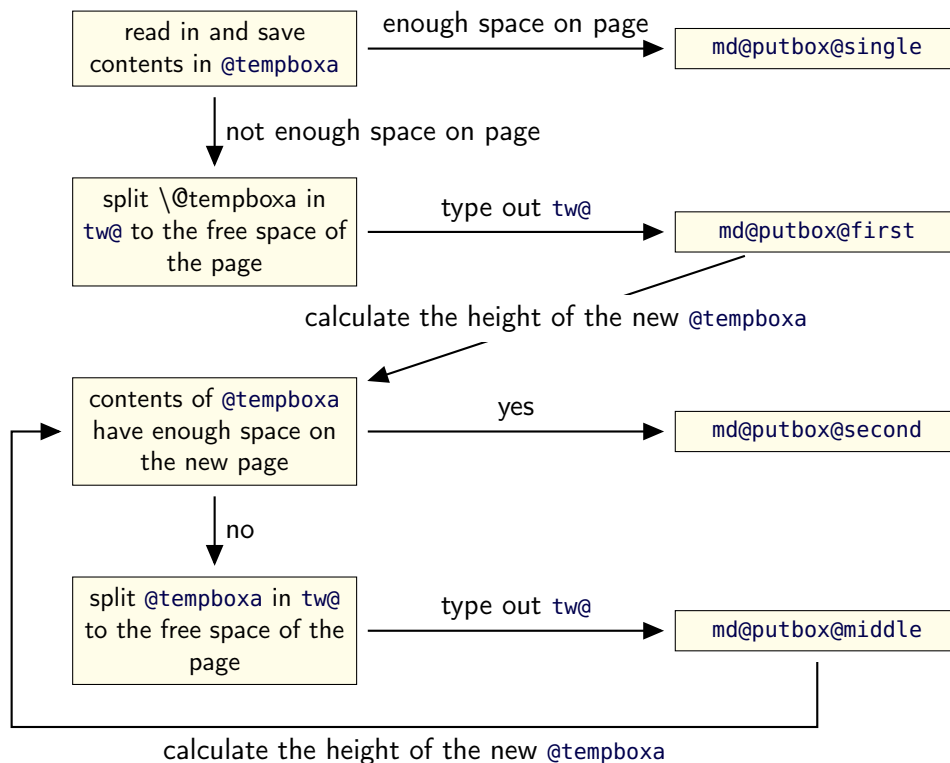 read in and save
contents in @tempboxa
enough space on page
md@putbox@single
not enough space on page
split \@tempboxa in
tw@ to the free space of
the page
type out tw@
md@putbox@first
calculate the height of the new @tempboxa
contents of @tempboxa
have enough space on
the new page
yes
md@putbox@second
no
split @tempboxa in tw@
to the free space of the
page
type out tw@
md@putbox@middle
calculate the height of the new @tempboxa